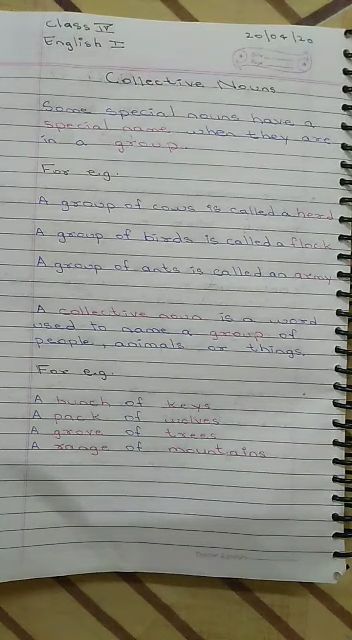 Class IV
English I
20/04/20
Collective Nouns
Some special nouns have a
special name when they are
in a group.
For e.g.
A group of cows is called a herd
A group of birds is called a flock
A group of ants is called an army
A collective noun is a word
used to name a group of
people, animals or things.
For e.g.
A bunch of keys
A pack of wolves
A grove of trees
A range of mountains